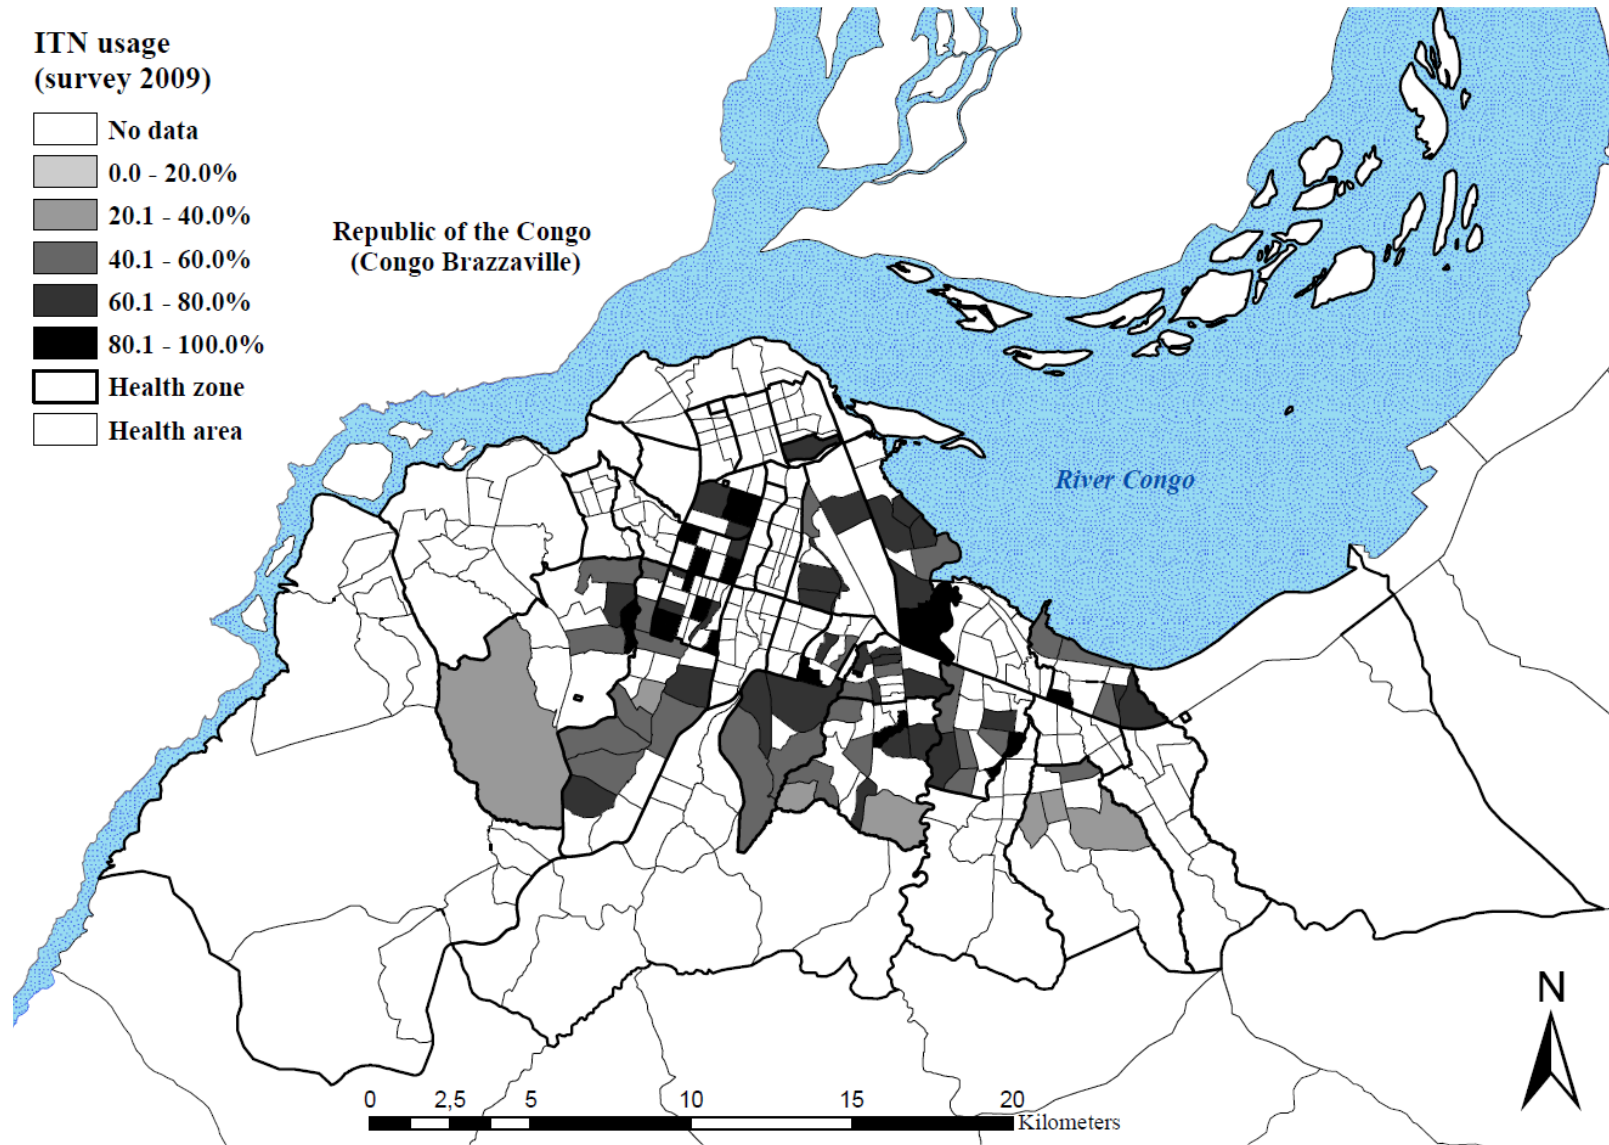 ITN usage
(survey 2009)
No data
0.0 - 20.0%
20.1 - 40.0%
40.1 - 60.0%
60.1 - 80.0%
80.1 - 100.0%
Health zone
Health area
Republic of the Congo
(Congo Brazzaville)
River Congo
N
0 2,5 5 10 15 20
Kilometers